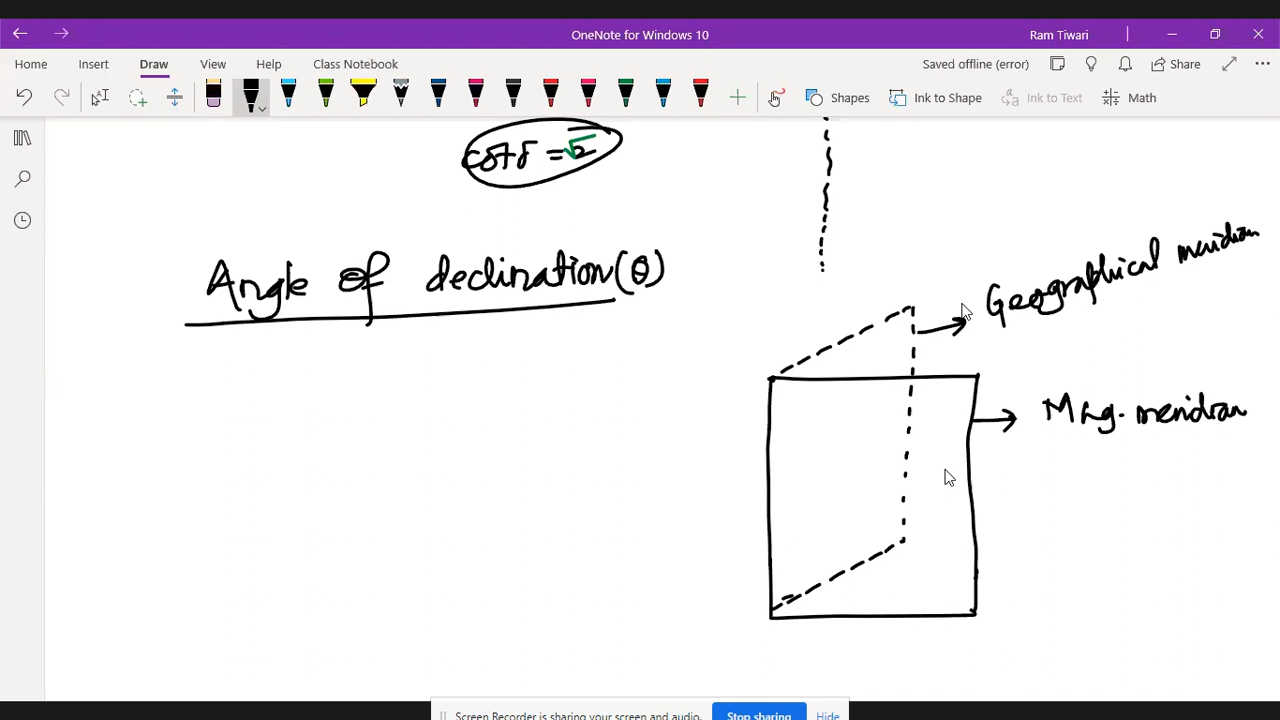 OneNote for Windows 10
Ram Tiwari
Home Insert Draw View Help Class Notebook
Saved offline (error) Share
Shapes Ink to Shape Ink to Text Math
cot δ = √2
Angle of declination(θ)
Geographical meridian
Mag. meridian
Screen Recorder is sharing your screen and audio. Stop sharing Hide